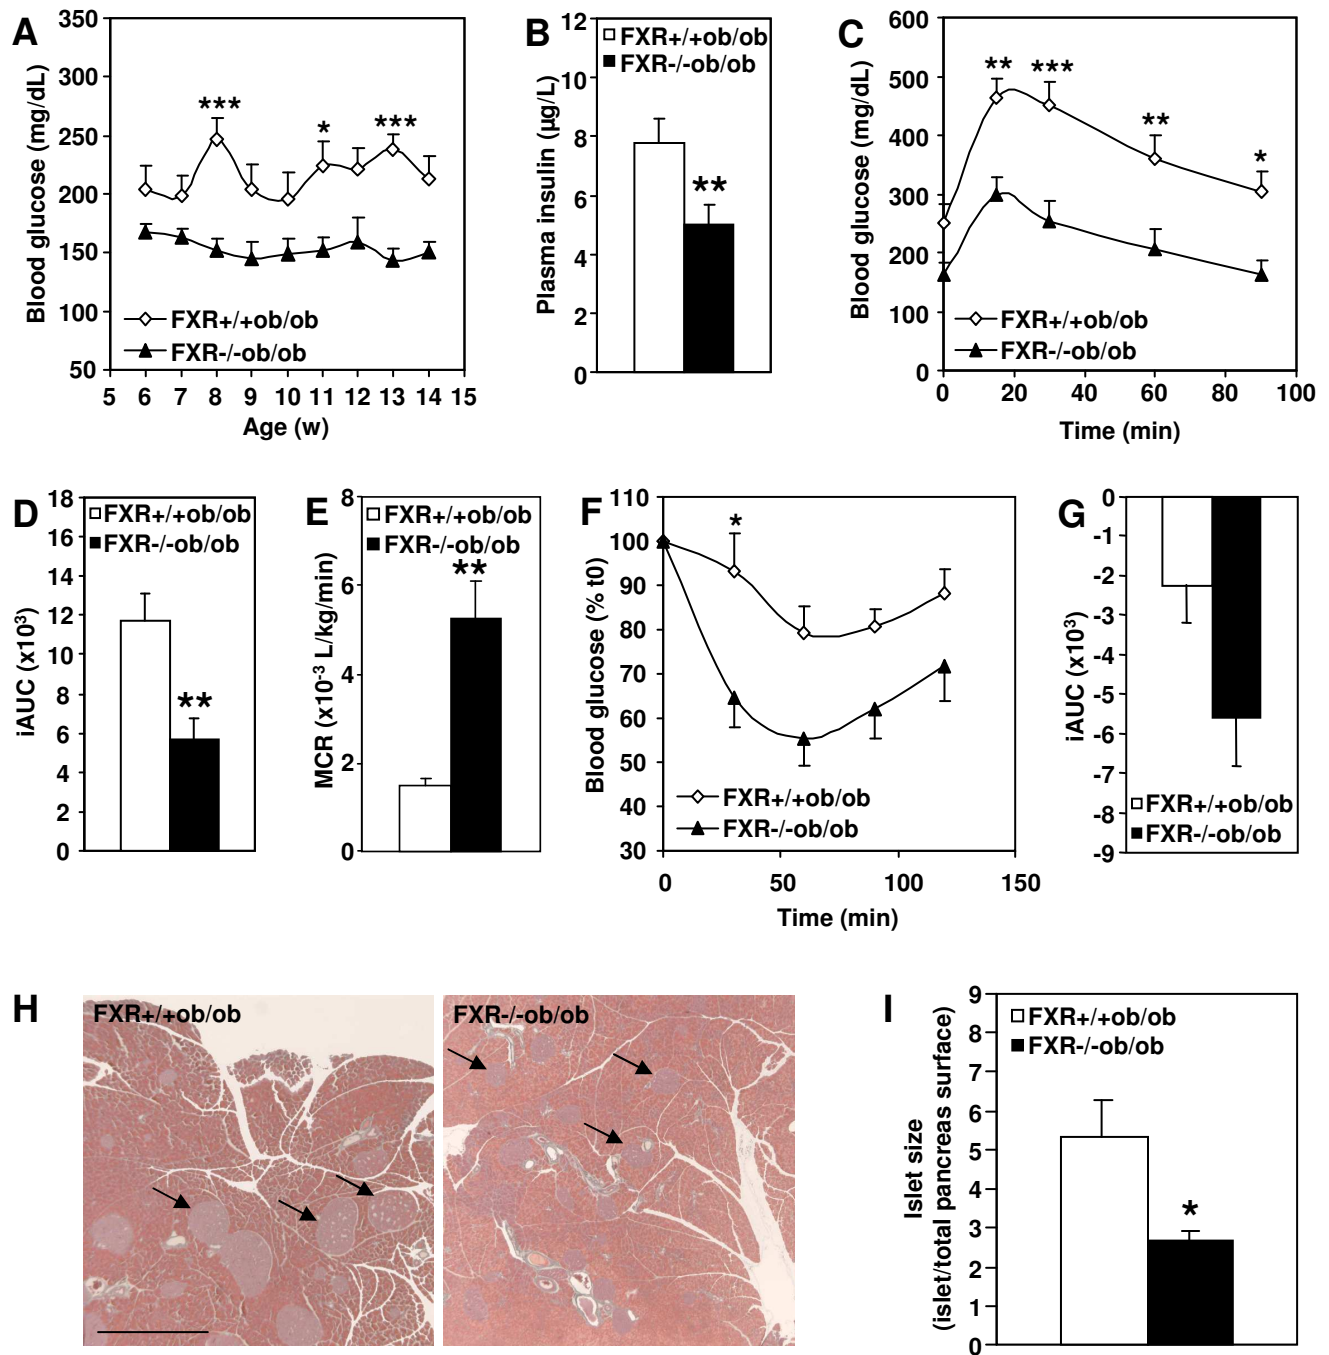 A
Blood glucose (mg/dL)
350
300
250
200
150
100
50
***
*
***
FXR+/+ob/ob
FXR-/-ob/ob
5 6 7 8 9 10 11 12 13 14 15
Age (w)
B
Plasma insulin (µg/L)
12
10
8
6
4
2
0
FXR+/+ob/ob
FXR-/-ob/ob
**
C
Blood glucose (mg/dL)
600
500
400
300
200
100
0
**
***
**
*
FXR+/+ob/ob
FXR-/-ob/ob
0 20 40 60 80 100
Time (min)
D
iAUC (x10³)
18
16
14
12
10
8
6
4
2
0
FXR+/+ob/ob
FXR-/-ob/ob
**
E
MCR (x10⁻³ L/kg/min)
8
6
4
2
0
FXR+/+ob/ob
FXR-/-ob/ob
**
F
Blood glucose (% t0)
110
100
90
80
70
60
50
40
30
*
FXR+/+ob/ob
FXR-/-ob/ob
0 50 100 150
Time (min)
G
iAUC (x10³)
0
-1
-2
-3
-4
-5
-6
-7
-8
-9
FXR+/+ob/ob
FXR-/-ob/ob
H
FXR+/+ob/ob
FXR-/-ob/ob
I
Islet size
(islet/total pancreas surface)
9
8
7
6
5
4
3
2
1
0
FXR+/+ob/ob
FXR-/-ob/ob
*